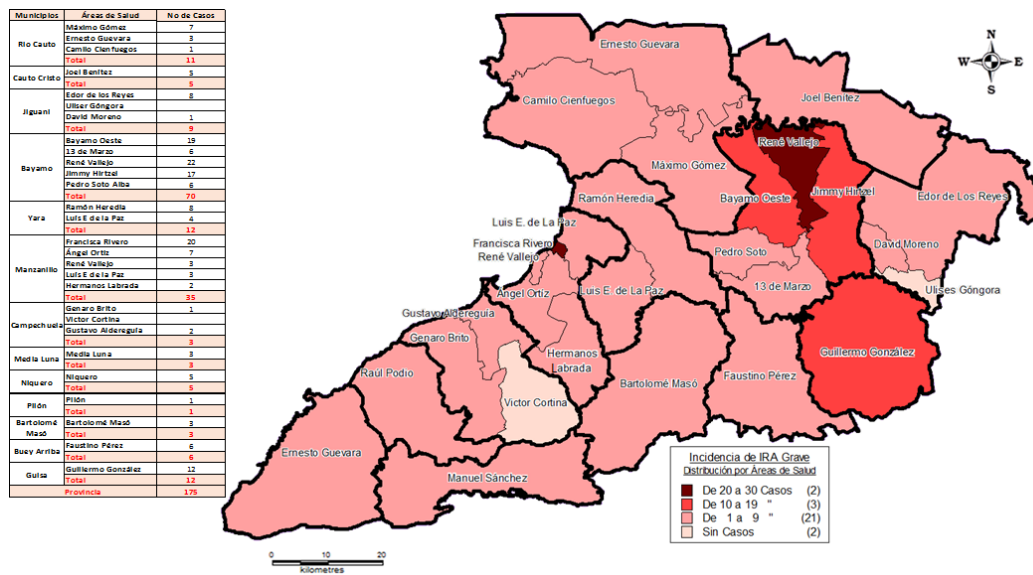 Municipios Áreas de Salud No de Casos
Rio Cauto
Máximo Gómez 7
Ernesto Guevara 3
Camilo Cienfuegos 1
Total 11
Cauto Cristo
Joel Benítez 5
Total 5
Jiguaní
Edor de los Reyes 8
Uliser Góngora
David Moreno 1
Total 9
Bayamo
Bayamo Oeste 19
13 de Marzo 6
René Vallejo 22
Jimmy Hirtzel 17
Pedro Soto Alba 6
Total 70
Yara
Ramón Heredia 8
Luis E de la Paz 4
Total 12
Manzanillo
Francisca Rivero 20
Ángel Ortiz 7
René Vallejo 3
Luis E de la Paz 3
Hermanos Labrada 2
Total 35
Campechuela
Genaro Brito 1
Victor Cortina
Gustavo Aldereguía 2
Total 3
Media Luna
Media Luna 3
Total 3
Niquero
Niquero 5
Total 5
Pilón
Pilón 1
Total 1
Bartolomé Masó
Bartolomé Masó 3
Total 3
Buey Arriba
Faustino Pérez 6
Total 6
Guisa
Guillermo González 12
Total 12
Provincia 175
N
W E
S
Ernesto Guevara
Camilo Cienfuegos
Joel Benitez
René Vallejo
Máximo Gómez
Bayamo Oeste
Jimmy Hirtzel
Edor de Los Reyes
Ramón Heredia
Luis E. de La Paz
Francisca Rivero
René Vallejo
Pedro Soto
David Moreno
13 de Marzo
Ulises Góngora
Ángel Ortiz
Luis E. de La Paz
Gustavo Aldereguia
Genaro Brito
Hermanos
Labrada
Guillermo González
Raúl Podio
Bartolomé Masó
Faustino Pérez
Victor Cortina
Ernesto Guevara
Manuel Sánchez
Incidencia de IRA Grave
Distribución por Áreas de Salud
De 20 a 30 Casos (2)
De 10 a 19 " (3)
De 1 a 9 " (21)
Sin Casos (2)
0 10 20
kilometres